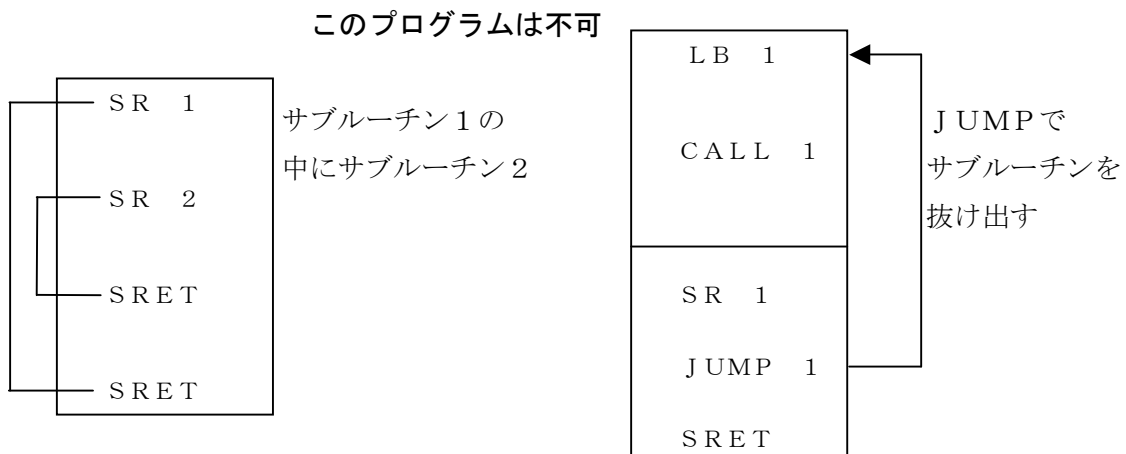 このプログラムは不可
ＳＲ　１
ＳＲ　２
ＳＲＥＴ
ＳＲＥＴ
サブルーチン１の
中にサブルーチン２
ＬＢ　１
ＣＡＬＬ　１
ＳＲ　１
ＪＵＭＰ　１
ＳＲＥＴ
ＪＵＭＰで
サブルーチンを
抜け出す